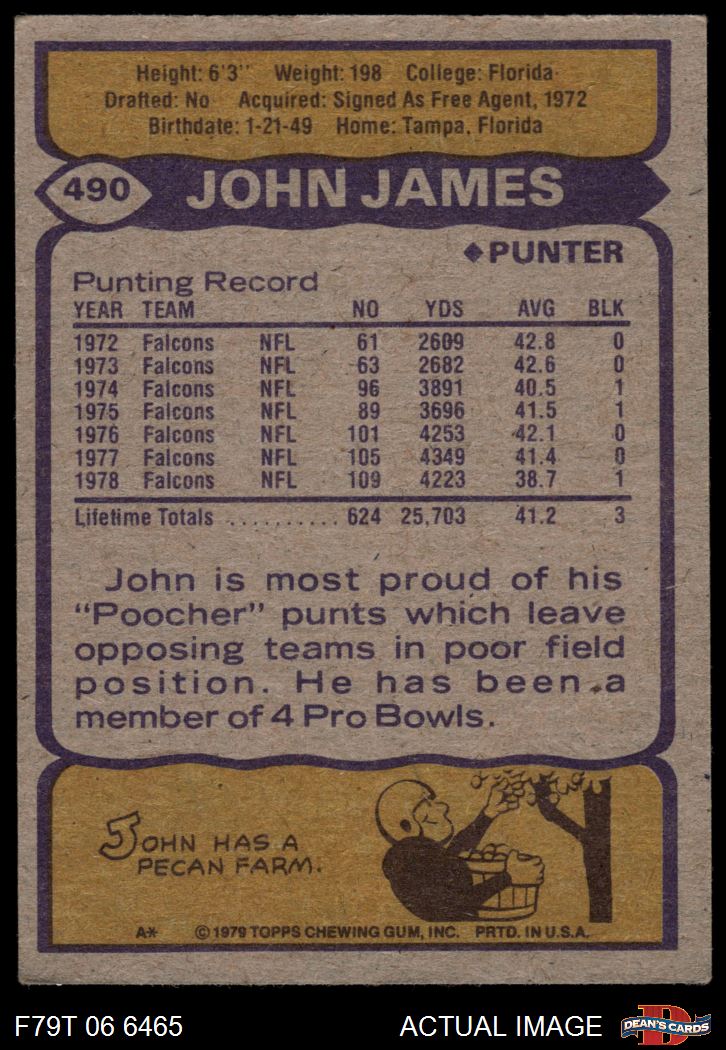 Height: 6'3" Weight: 198 College: Florida
Drafted: No Acquired: Signed As Free Agent, 1972
Birthdate: 1-21-49 Home: Tampa, Florida
490 JOHN JAMES
◆PUNTER
Punting Record
YEAR TEAM NO YDS AVG BLK
1972 Falcons NFL 61 2609 42.8 0
1973 Falcons NFL 63 2682 42.6 0
1974 Falcons NFL 96 3891 40.5 1
1975 Falcons NFL 89 3696 41.5 1
1976 Falcons NFL 101 4253 42.1 0
1977 Falcons NFL 105 4349 41.4 0
1978 Falcons NFL 109 4223 38.7 1
Lifetime Totals .......... 624 25,703 41.2 3
John is most proud of his
"Poocher" punts which leave
opposing teams in poor field
position. He has been a
member of 4 Pro Bowls.
JOHN HAS A
PECAN FARM.
A* © 1979 TOPPS CHEWING GUM, INC. PRTD. IN U.S.A.
F79T 06 6465 ACTUAL IMAGE D DEAN'S CARDS